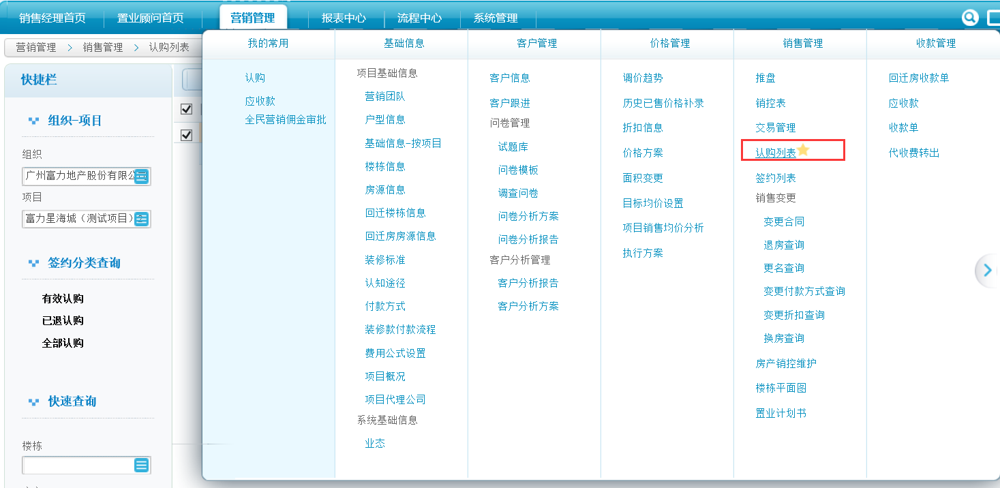 销售经理首页
置业顾问首页
营销管理
报表中心
流程中心
系统管理
营销管理 > 销售管理 > 认购列表
快捷栏
组织-项目
组织
广州富力地产股份有限公
项目
富力星海城（测试项目）
签约分类查询
有效认购
已退认购
全部认购
快速查询
楼栋
我的常用
认购
应收款
全民营销佣金审批
基础信息
项目基础信息
营销团队
户型信息
基础信息-按项目
楼栋信息
房源信息
回迁楼栋信息
回迁房房源信息
装修标准
认知途径
付款方式
装修款付款流程
费用公式设置
项目概况
项目代理公司
系统基础信息
业态
客户管理
客户信息
客户跟进
问卷管理
试题库
问卷模板
调查问卷
问卷分析方案
问卷分析报告
客户分析管理
客户分析报告
客户分析方案
价格管理
调价趋势
历史已售价格补录
折扣信息
价格方案
面积变更
目标均价设置
项目销售均价分析
执行方案
销售管理
推盘
销控表
交易管理
认购列表
签约列表
销售变更
变更合同
退房查询
更名查询
变更付款方式查询
变更折扣查询
换房查询
房产销控维护
楼栋平面图
置业计划书
收款管理
回迁房收款单
应收款
收款单
代收费转出